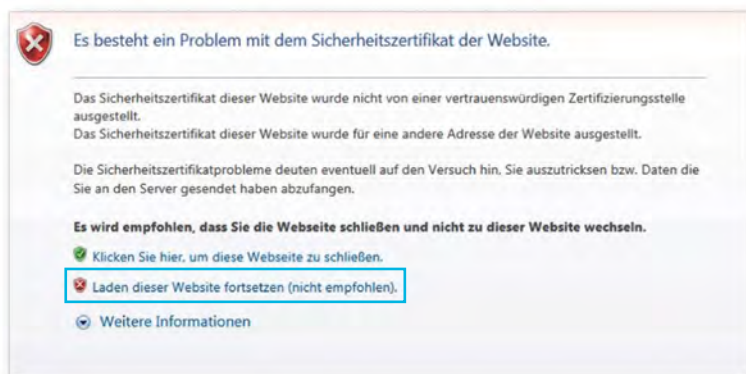 Es besteht ein Problem mit dem Sicherheitszertifikat der Website.
Das Sicherheitszertifikat dieser Website wurde nicht von einer vertrauenswürdigen Zertifizierungsstelle
ausgestellt.
Das Sicherheitszertifikat dieser Website wurde für eine andere Adresse der Website ausgestellt.
Die Sicherheitszertifikatprobleme deuten eventuell auf den Versuch hin, Sie auszutricksen bzw. Daten die
Sie an den Server gesendet haben abzufangen.
Es wird empfohlen, dass Sie die Webseite schließen und nicht zu dieser Website wechseln.
Klicken Sie hier, um diese Webseite zu schließen.
Laden dieser Website fortsetzen (nicht empfohlen).
Weitere Informationen